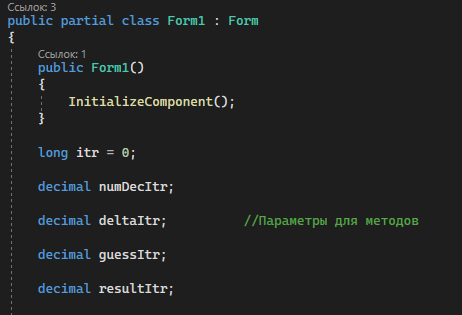 Ссылок: 3
public partial class Form1 : Form
{
Ссылок: 1
public Form1()
{
InitializeComponent();
}
long itr = 0;
decimal numDecItr;
decimal deltaItr; //Параметры для методов
decimal guessItr;
decimal resultItr;